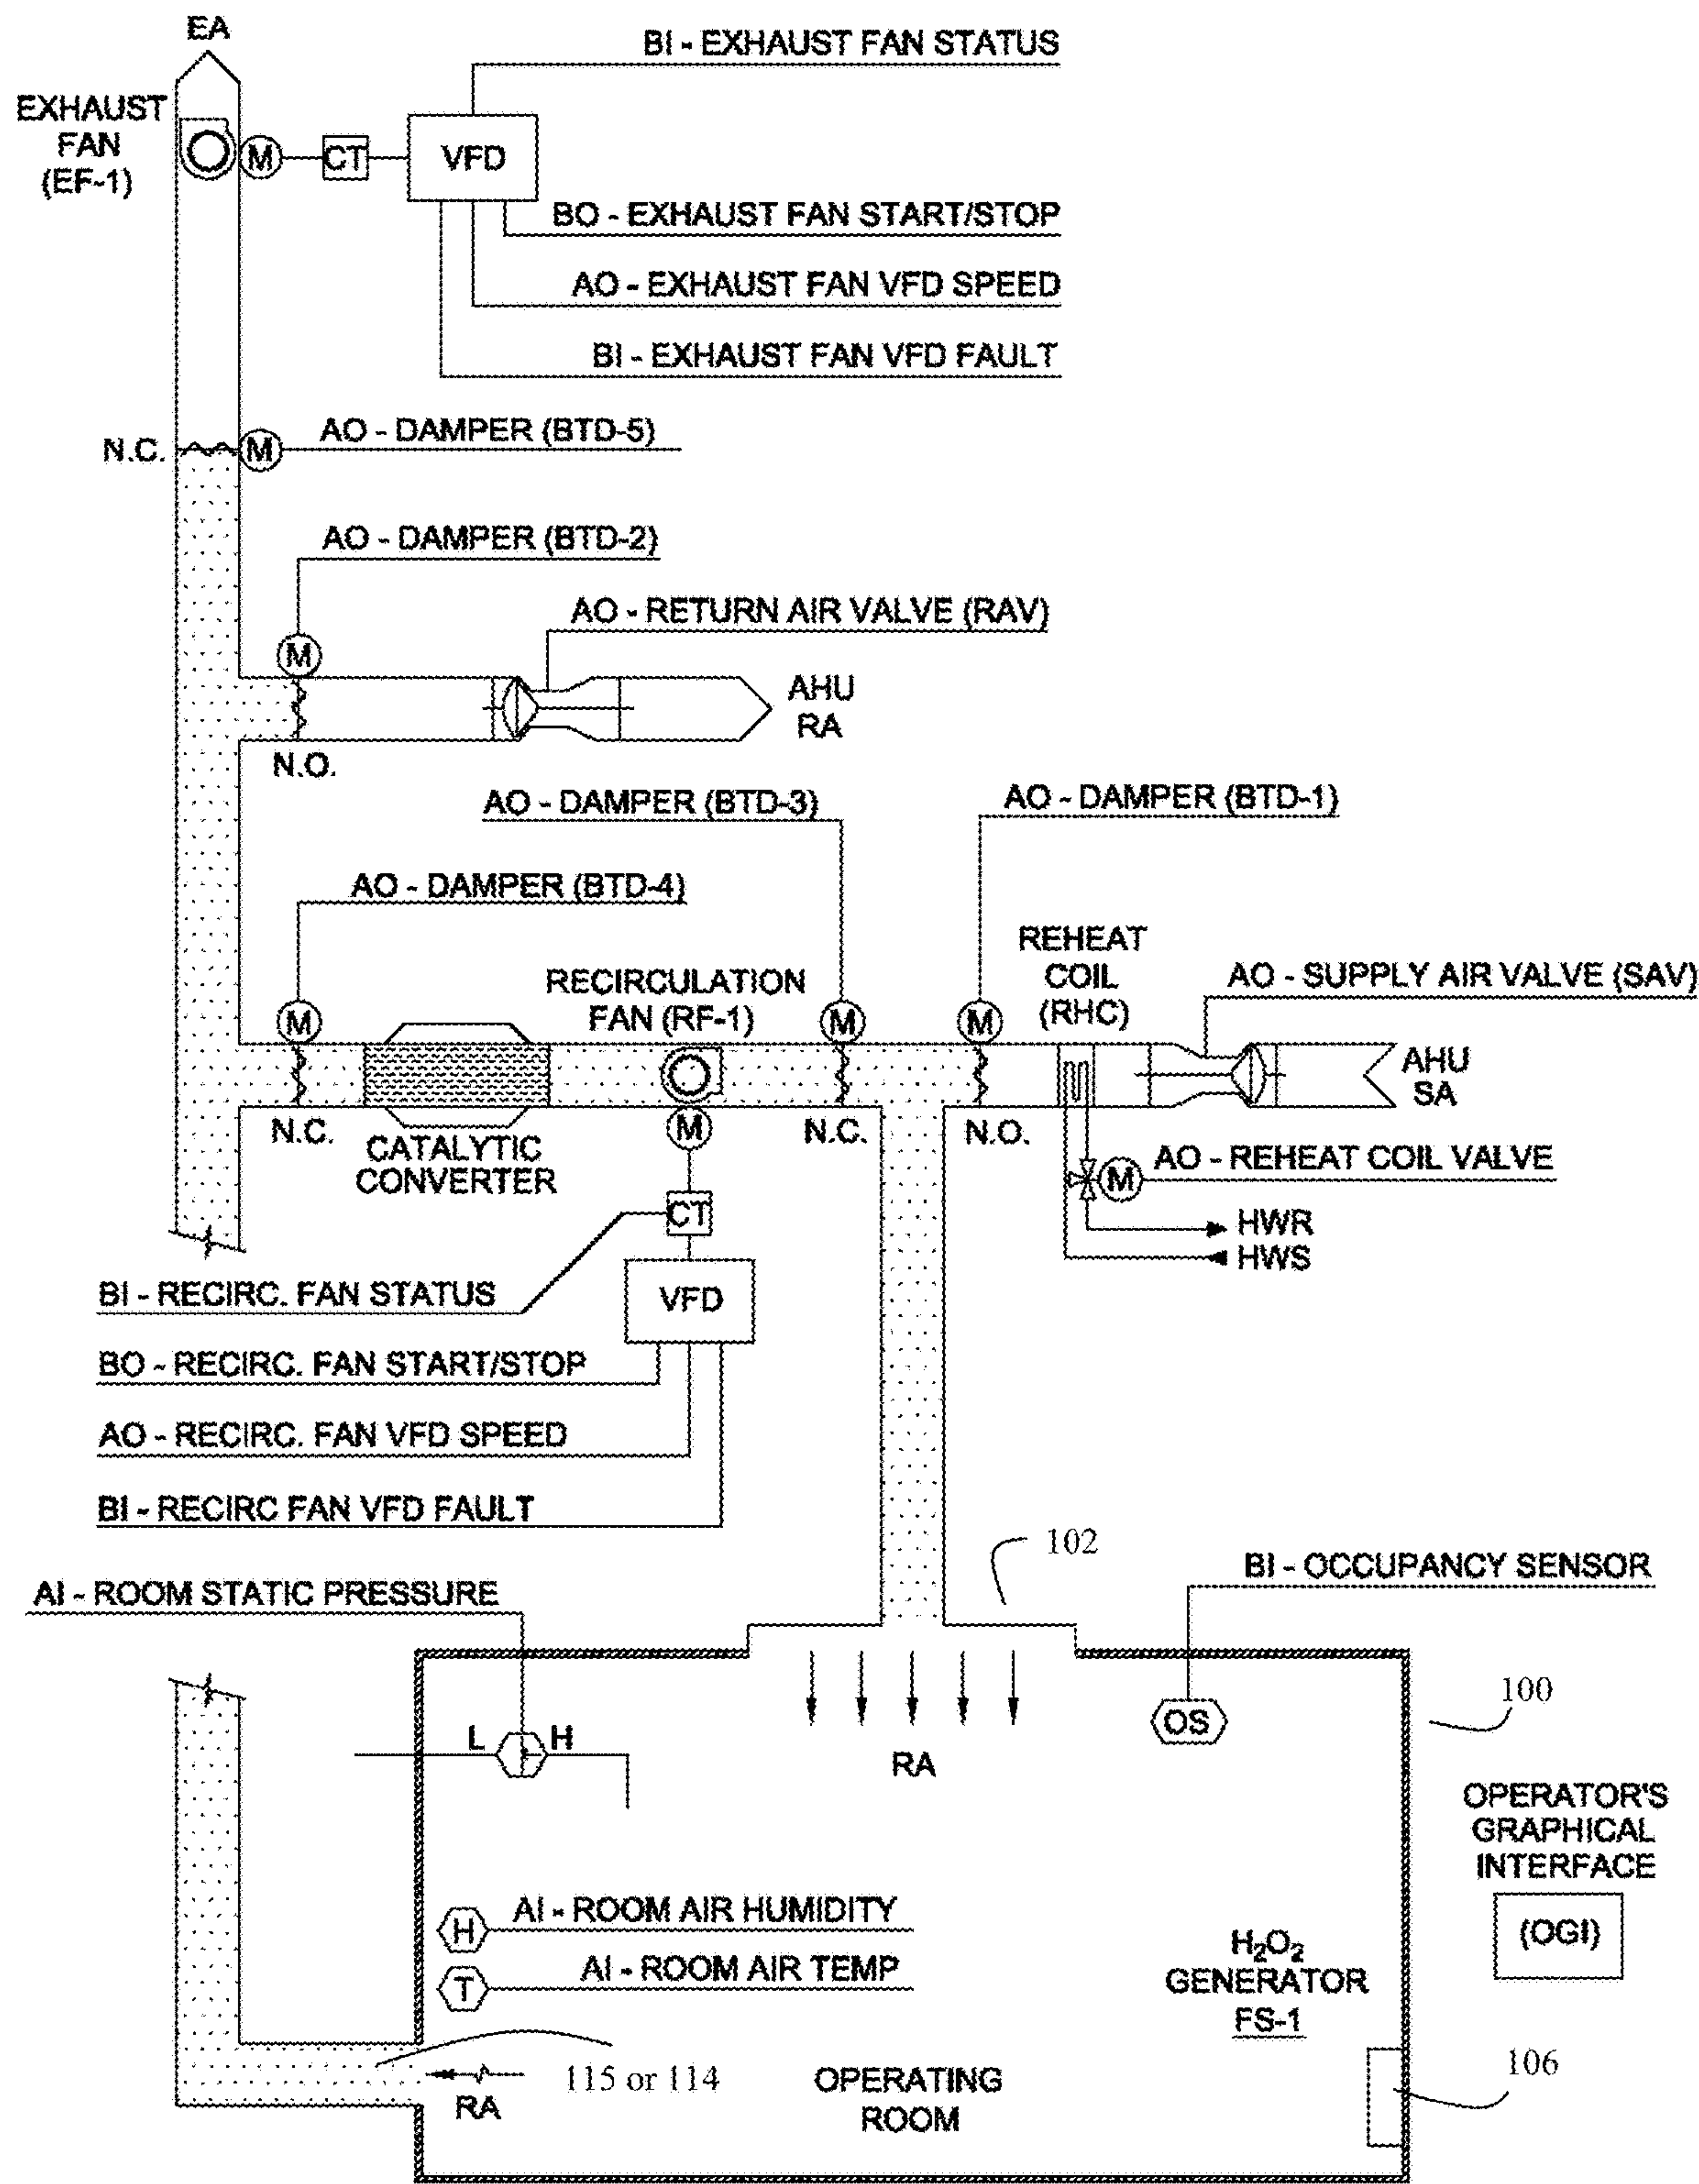 EA
BI - EXHAUST FAN STATUS
EXHAUST
FAN
(EF-1)
M
CT
VFD
BO - EXHAUST FAN START/STOP
AO - EXHAUST FAN VFD SPEED
BI - EXHAUST FAN VFD FAULT
N.C.
M
AO - DAMPER (BTD-5)
AO - DAMPER (BTD-2)
AO - RETURN AIR VALVE (RAV)
M
AHU
RA
N.O.
AO - DAMPER (BTD-3)
AO - DAMPER (BTD-1)
AO - DAMPER (BTD-4)
REHEAT
COIL
(RHC)
RECIRCULATION
FAN (RF-1)
AO - SUPPLY AIR VALVE (SAV)
M
M
M
AHU
SA
N.C.
CATALYTIC
CONVERTER
M
N.C.
N.O.
AO - REHEAT COIL VALVE
M
CT
HWR
HWS
BI - RECIRC. FAN STATUS
VFD
BO - RECIRC. FAN START/STOP
AO - RECIRC. FAN VFD SPEED
BI - RECIRC FAN VFD FAULT
102
BI - OCCUPANCY SENSOR
AI - ROOM STATIC PRESSURE
100
OS
L
H
RA
OPERATOR'S
GRAPHICAL
INTERFACE
(OGI)
H
AI - ROOM AIR HUMIDITY
T
AI - ROOM AIR TEMP
H₂O₂
GENERATOR
FS-1
115 or 114
RA
OPERATING
ROOM
106